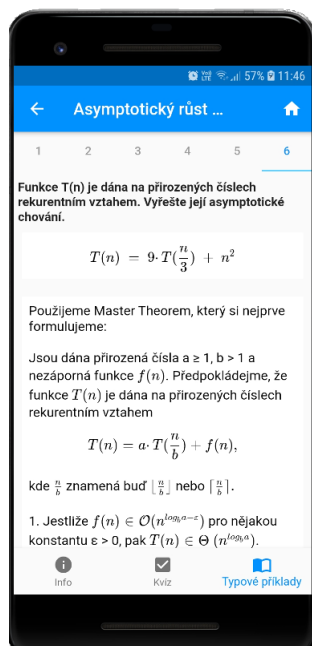 57% 11:46
Asymptotický růst ...
1 2 3 4 5 6
Funkce T(n) je dána na přirozených číslech
rekurentním vztahem. Vyřešte její asymptotické
chování.
T(n) = 9·T(n/3) + n²
Použijeme Master Theorem, který si nejprve
formulujeme:
Jsou dána přirozená čísla a ≥ 1, b > 1 a
nezáporná funkce f(n). Předpokládejme, že
funkce T(n) je dána na přirozených číslech
rekurentním vztahem
T(n) = a·T(n/b) + f(n),
kde n/b znamená buď ⌊n/b⌋ nebo ⌈n/b⌉.
1. Jestliže f(n) ∈ 𝒪(n^{log_b a−ε}) pro nějakou
konstantu ε > 0, pak T(n) ∈ Θ (n^{log_b a}).
Info Kvíz Typové příklady